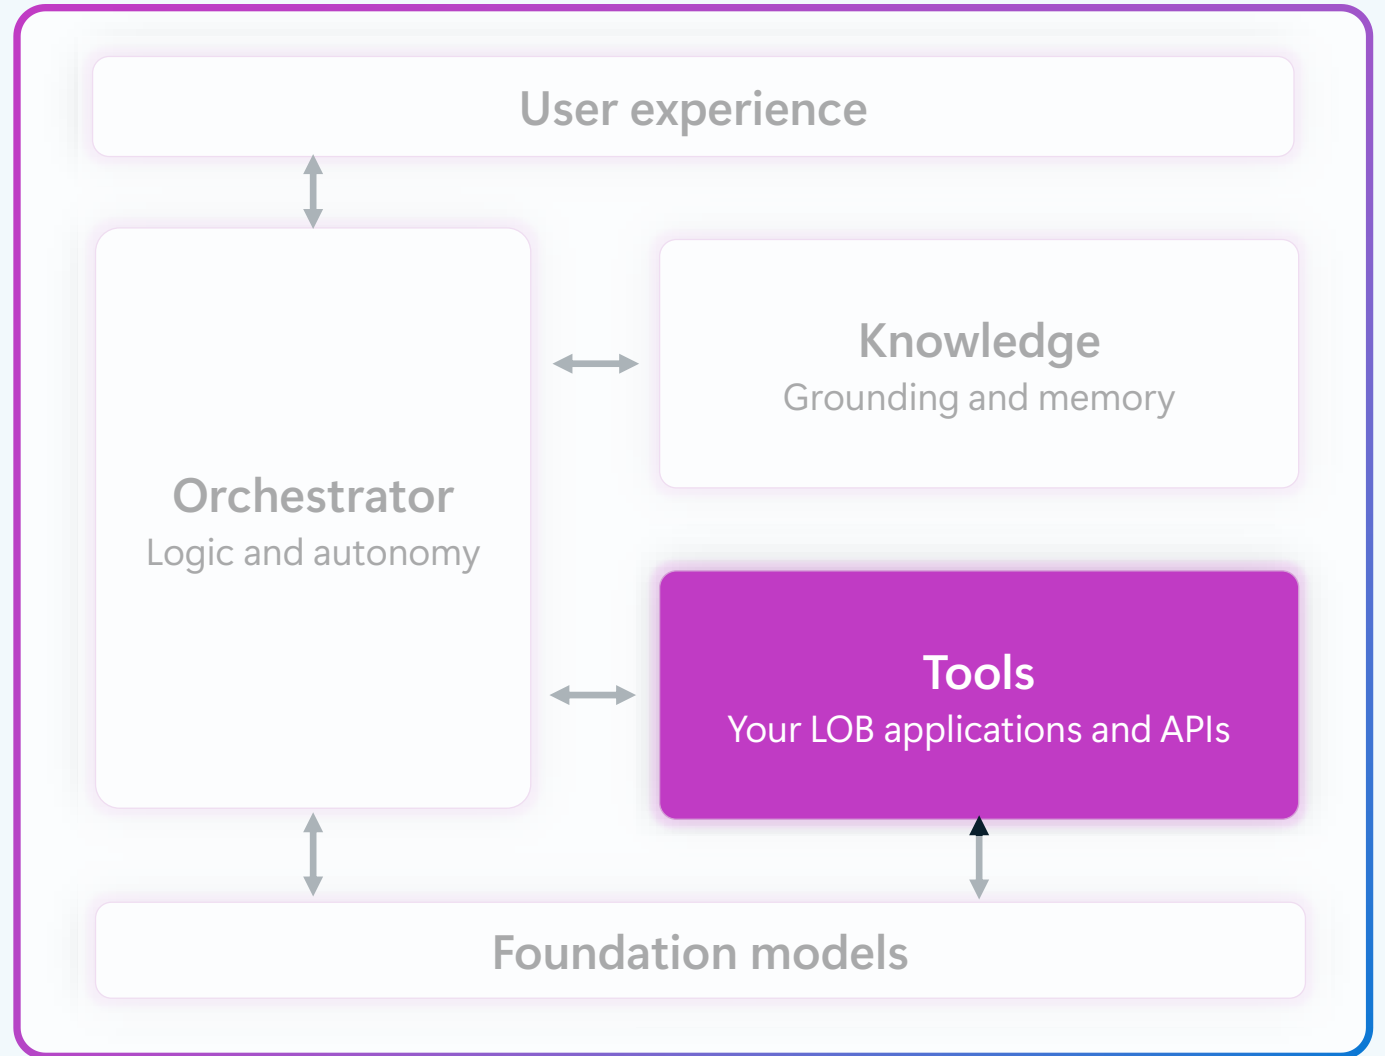 User experience
Knowledge
Grounding and memory
Orchestrator
Logic and autonomy
Tools
Your LOB applications and APIs
Foundation models